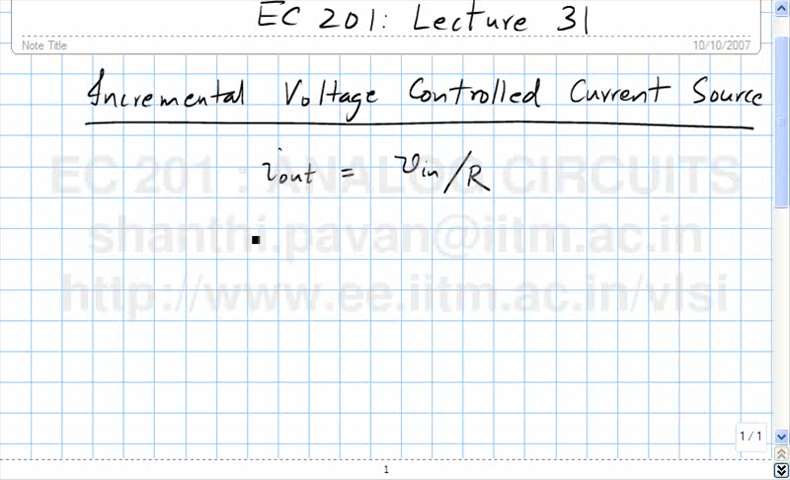 EC 201: Lecture 31
Note Title
10/10/2007
Incremental Voltage Controlled Current Source
iout = vin/R
EC 201 : ANALOG CIRCUITS
shanthi.pavan@iitm.ac.in
http://www.ee.iitm.ac.in/vlsi
1 / 1
1